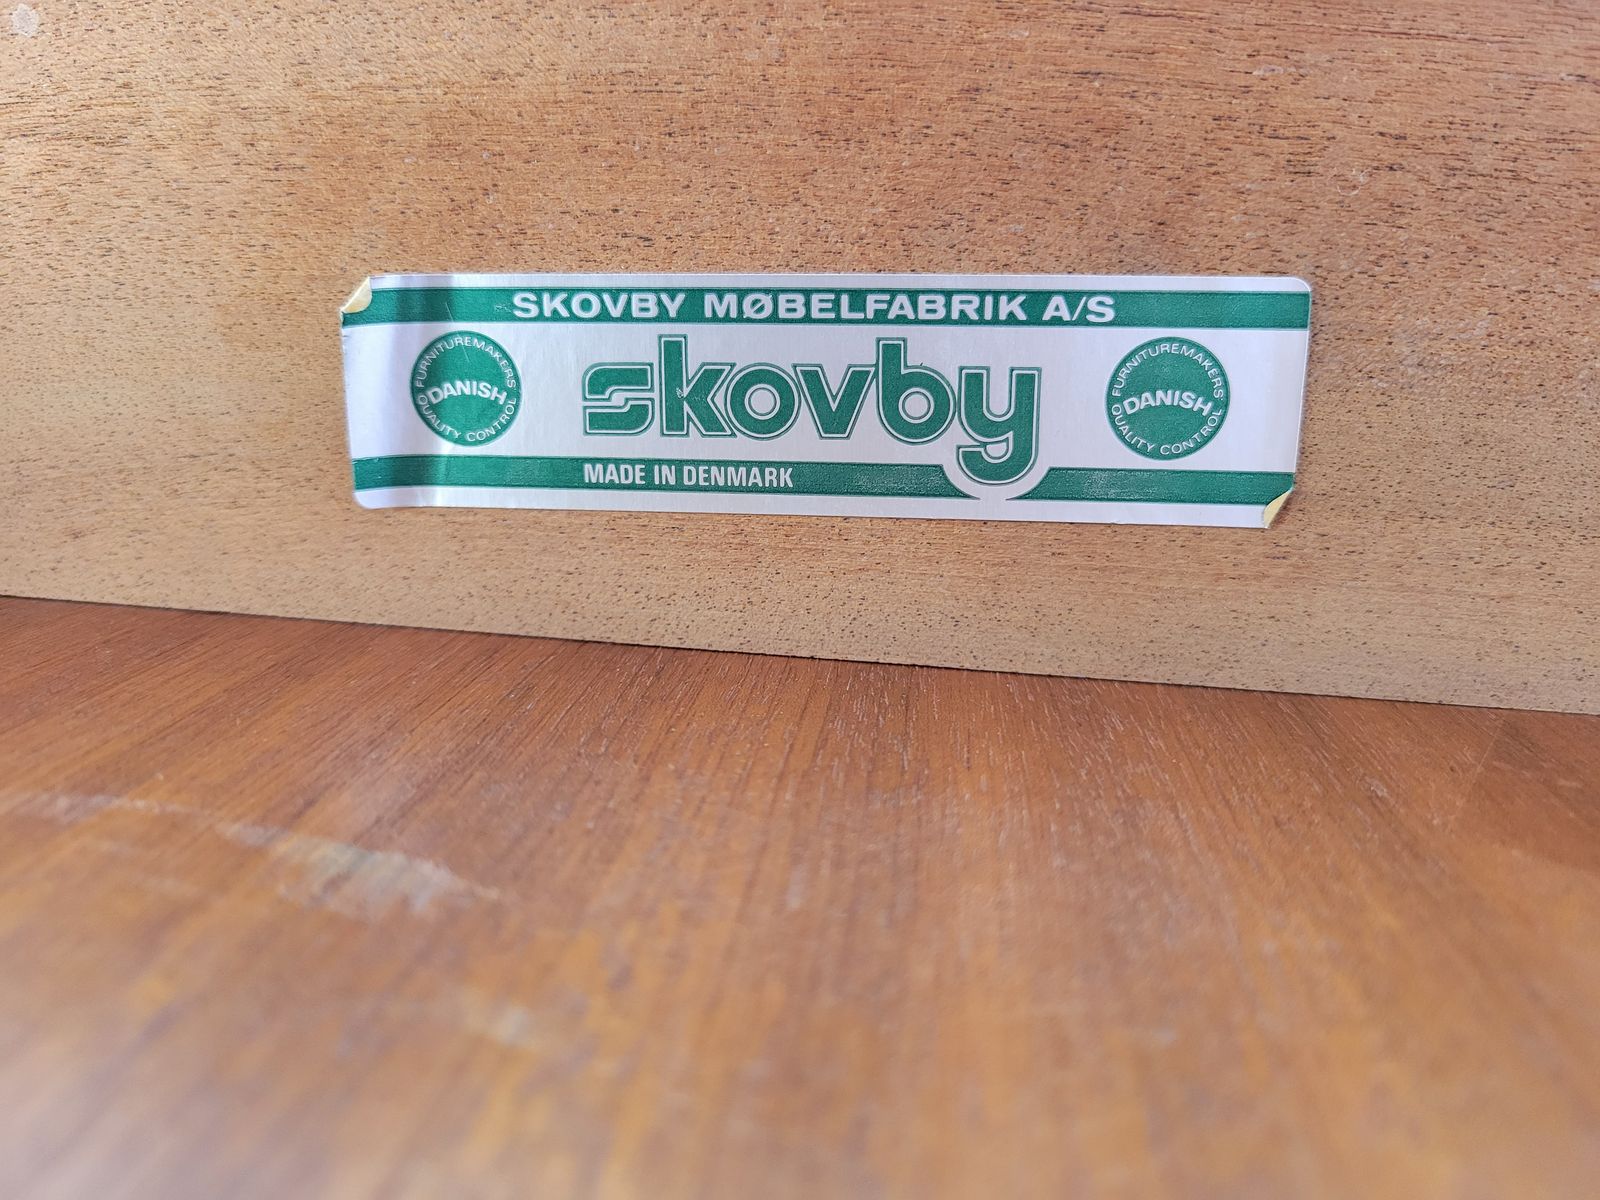 SKOVBY MØBELFABRIK A/S
FURNITUREMAKERS
DANISH
QUALITY CONTROL
skovby
FURNITUREMAKERS
DANISH
QUALITY CONTROL
MADE IN DENMARK